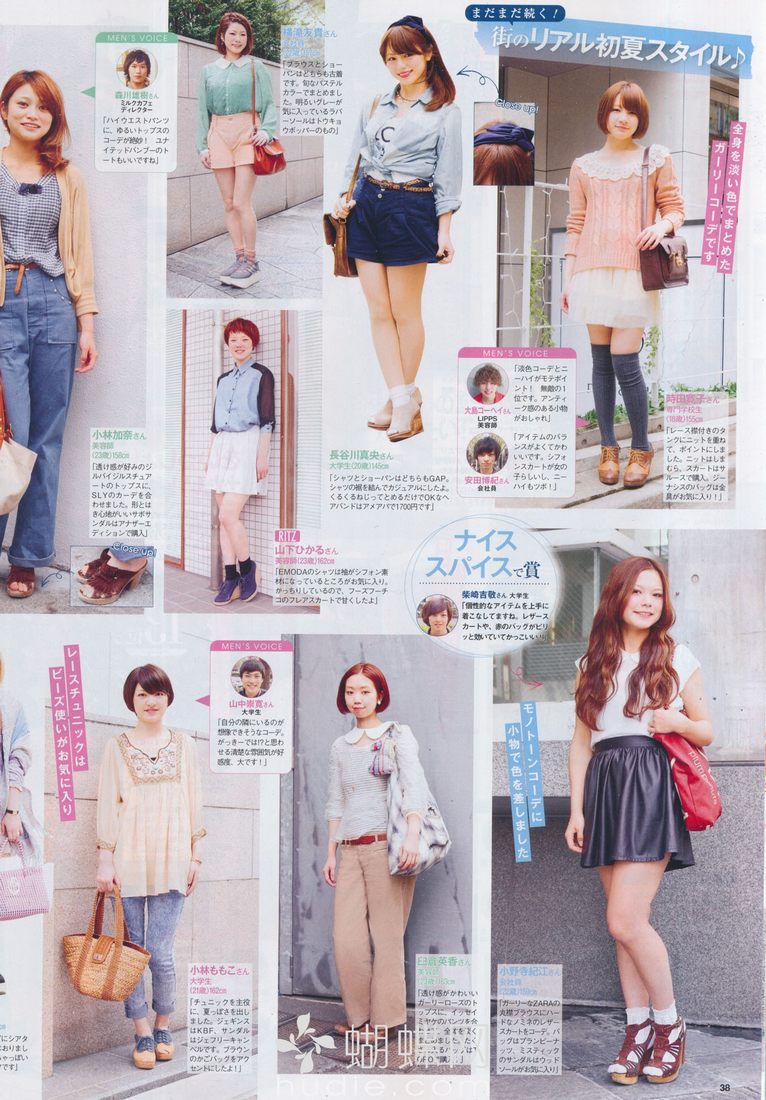 まだまだ続く!
街のリアル初夏スタイル♪
MEN'S VOICE
森川雄樹さん
ミルクカフェ
ディレクター
「ハイウエストパンツ
に、ゆるいトップスの
コーデが絶妙! ユナ
イテッドバンブーのト
ートもいいですね」
横滝友貴さん
「ブラウスとショー
パンはどちらも古着
です。旬なパステル
カラーでまとめました。
明るいグレー
が気に入っているラバ
ーソールはトウキョ
ウボッパーのもの」
Close up!
全身を淡い色でまとめた
ガーリーコーデです
小林加奈さん
美容師
(23歳)158cm
「透け感が好みのジ
ルバイジルスチュア
ートのトップスに、
SLYのカーデを合
わせました。形とは
き心地がいいサボサ
ンダルはアナザーエ
ディションで購入」
Close up!
RITZ
山下ひかるさん
美容師(23歳)162cm
「EMODAのシャツは袖がシフォン素
材になっているところがお気に入り。
かっちりしているので、フーズフーチ
コのフレアスカートで甘くしたよ」
長谷川真央さん
大学生(20歳)145cm
「シャツとショーパンはどちらもGAP。
シャツの裾を結んでカジュアルにしたよ。
くるくるねじってとめるだけでOKなヘ
アバンドはアメアパで1700円です」
MEN'S VOICE
大島コーヘイさん
LIPPS
美容師
「淡色コーデとニ
ーハイがモテポイ
ント! 無敵の1
位です。アンティ
ーク感のある小物
がおしゃれ」
安田博紀さん
会社員
「アイテムのバラ
ンスがよくてかわ
いいです。シフォ
ンスカートが女の
子らしいし、ニー
ハイもツボ!」
時田寛子さん
専門学校生
(18歳)155cm
「レース襟付きのタ
ンクにニットを重ね
て、ポイントにしま
した。ニットはしま
むら、スカートはサ
ルースで購入。ジー
ナシスのバッグは金
具がお気に入り!」
ナイス
スパイスで賞
柴崎吉敬さん 大学生
「個性的なアイテムを上手に
着こなしてますね。レザース
カートや、赤のバッグがピリ
ッと効いていてかっこいい」
レースチュニックは
ビーズ使いがお気に入り
MEN'S VOICE
山中崇寛さん
大学生
「自分の隣にいるのが
想像できそうなコーデ。
がっきーでは!?と思わ
せる清楚な雰囲気が好
感度、大です!」
モノトーンコーデに
小物で色を差しました
小林ももこさん
大学生
(21歳)162cm
「チュニックを主役
に、夏っぽさを出
しました。ジェギンス
はKBF、サンダル
はジェフリーキャン
ベルです。ブラウン
のかごバッグをアク
セントにしたよ!」
臼倉英香さん
美容師
「透け感がかわいい
ガーリーローズのト
ップスに、イッセイ
ミヤケのパンツを合
小野寺紀江さん
会社員
(22歳)159cm
「ガーリーなZARAの
丸襟ブラウスにハー
ドなノミネのレザー
スカートをコーデ。バ
ッグはプランピーナ
ッツ、ミスティック
のサンダルはウッド
ソールがお気に入り」
蝴蝶网
hudie.com
38